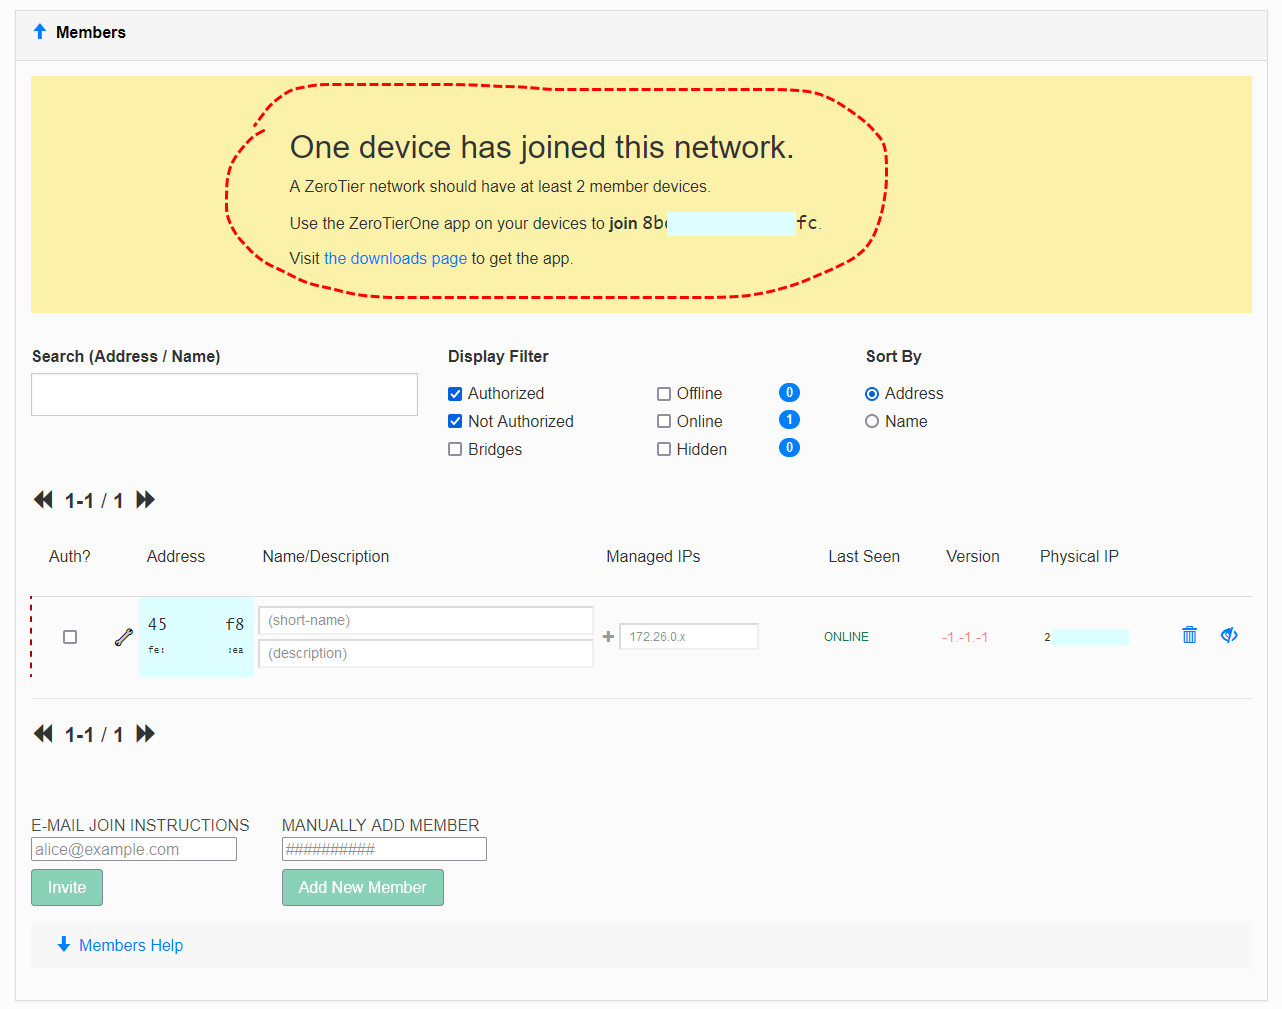 Members
One device has joined this network.
A ZeroTier network should have at least 2 member devices.
Use the ZeroTierOne app on your devices to join 8b fc.
Visit the downloads page to get the app.
Search (Address / Name) Display Filter Sort By
Authorized Offline 0 Address
Not Authorized Online 1 Name
Bridges Hidden 0
1-1 / 1
Auth? Address Name/Description Managed IPs Last Seen Version Physical IP
45 f8 (short-name)
+ 172.26.0.x ONLINE -1.-1.-1 2
fe: :ea (description)
1-1 / 1
E-MAIL JOIN INSTRUCTIONS MANUALLY ADD MEMBER
alice@example.com ##########
Invite Add New Member
Members Help